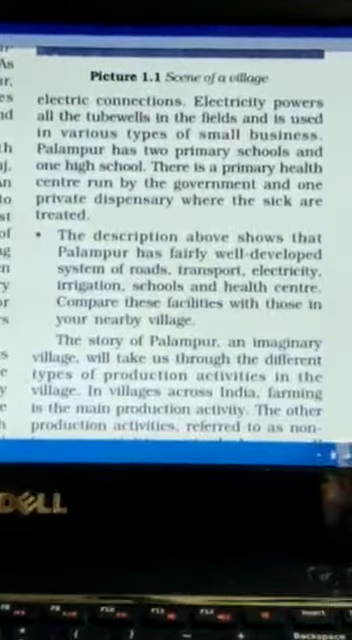 Picture 1.1 Scene of a village
electric connections. Electricity powers
all the tubewells in the fields and is used
in various types of small business.
Palampur has two primary schools and
one high school. There is a primary health
centre run by the government and one
private dispensary where the sick are
treated.
• The description above shows that
Palampur has fairly well-developed
system of roads, transport, electricity,
irrigation, schools and health centre.
Compare these facilities with those in
your nearby village.
The story of Palampur, an imaginary
village, will take us through the different
types of production activities in the
village. In villages across India, farming
is the main production activity. The other
production activities, referred to as non-
DELL
Insert
Backspace